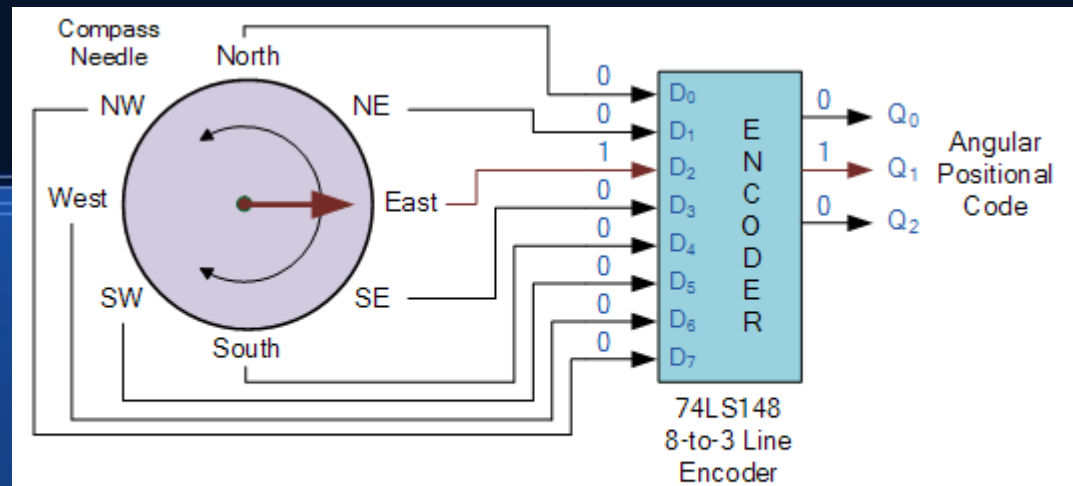 Compass
Needle
North
NW
NE
West
East
SW
SE
South
0
0
1
0
0
0
0
0
D0
D1
D2
D3
D4
D5
D6
D7
E
N
C
O
D
E
R
0
1
0
Q0
Q1
Q2
Angular
Positional
Code
74LS148
8-to-3 Line
Encoder